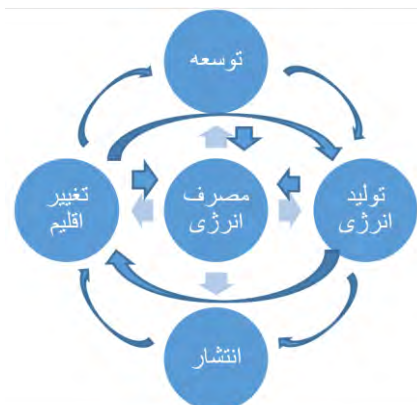 توسعه
تولید
انرژی
مصرف
انرژی
تغییر
اقلیم
انتشار